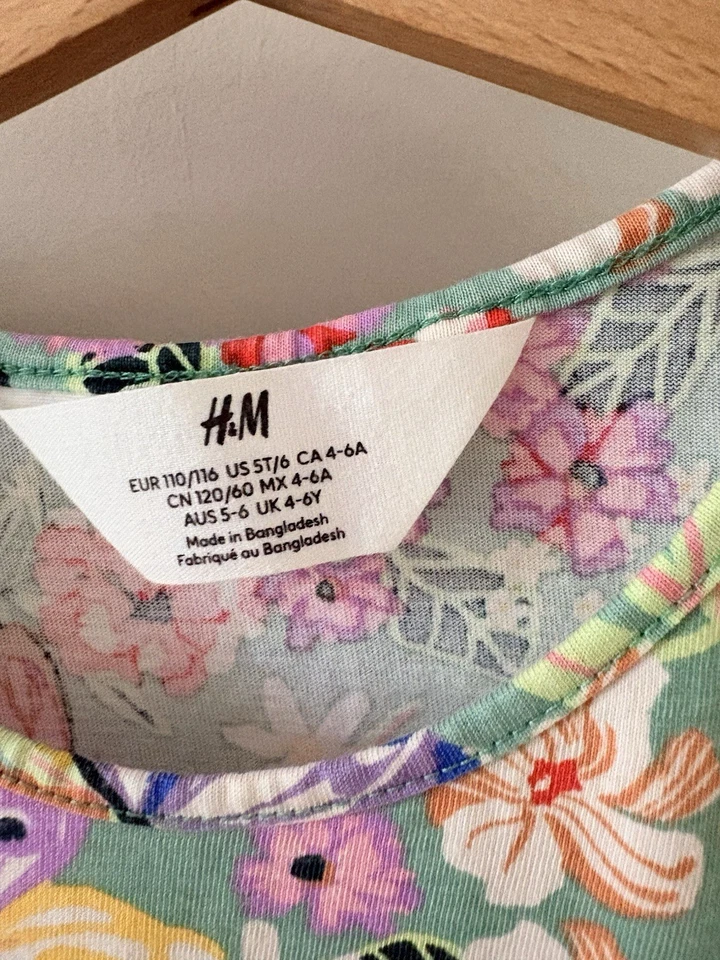 H&M
EUR 110/116 US 5T/6 CA 4-6A
CN 120/60 MX 4-6A
AUS 5-6 UK 4-6Y
Made in Bangladesh
Fabriqué au Bangladesh